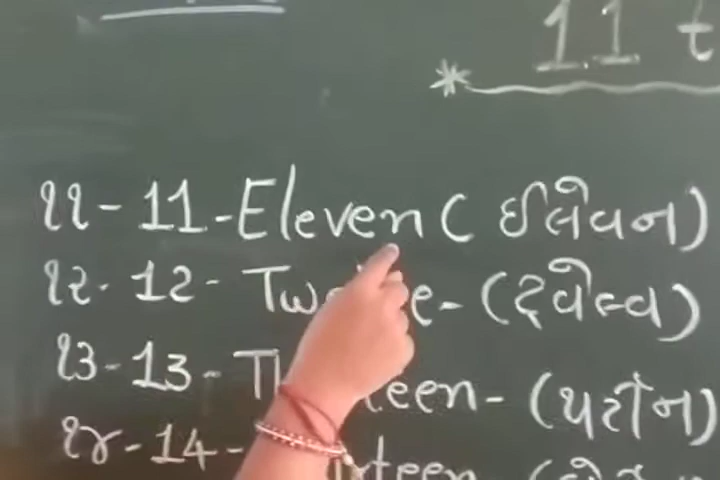 11 t
૧૧ - 11 - Eleven ( ઈલેવન )
૧૨ - 12 - - ( ટ્વેલ્વ )
૧૩ - 13 - - ( થર્ટીન )
૧૪ - 14 -